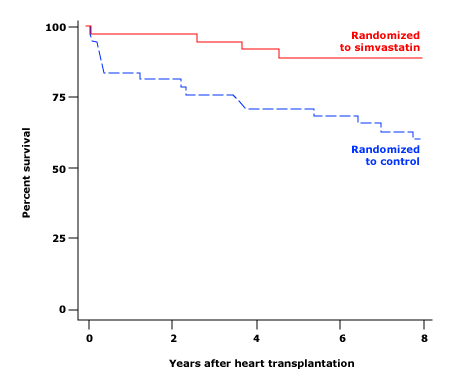 100
Randomized
to simvastatin
75
Randomized
to control
50
25
0
Percent survival
0 2 4 6 8
Years after heart transplantation